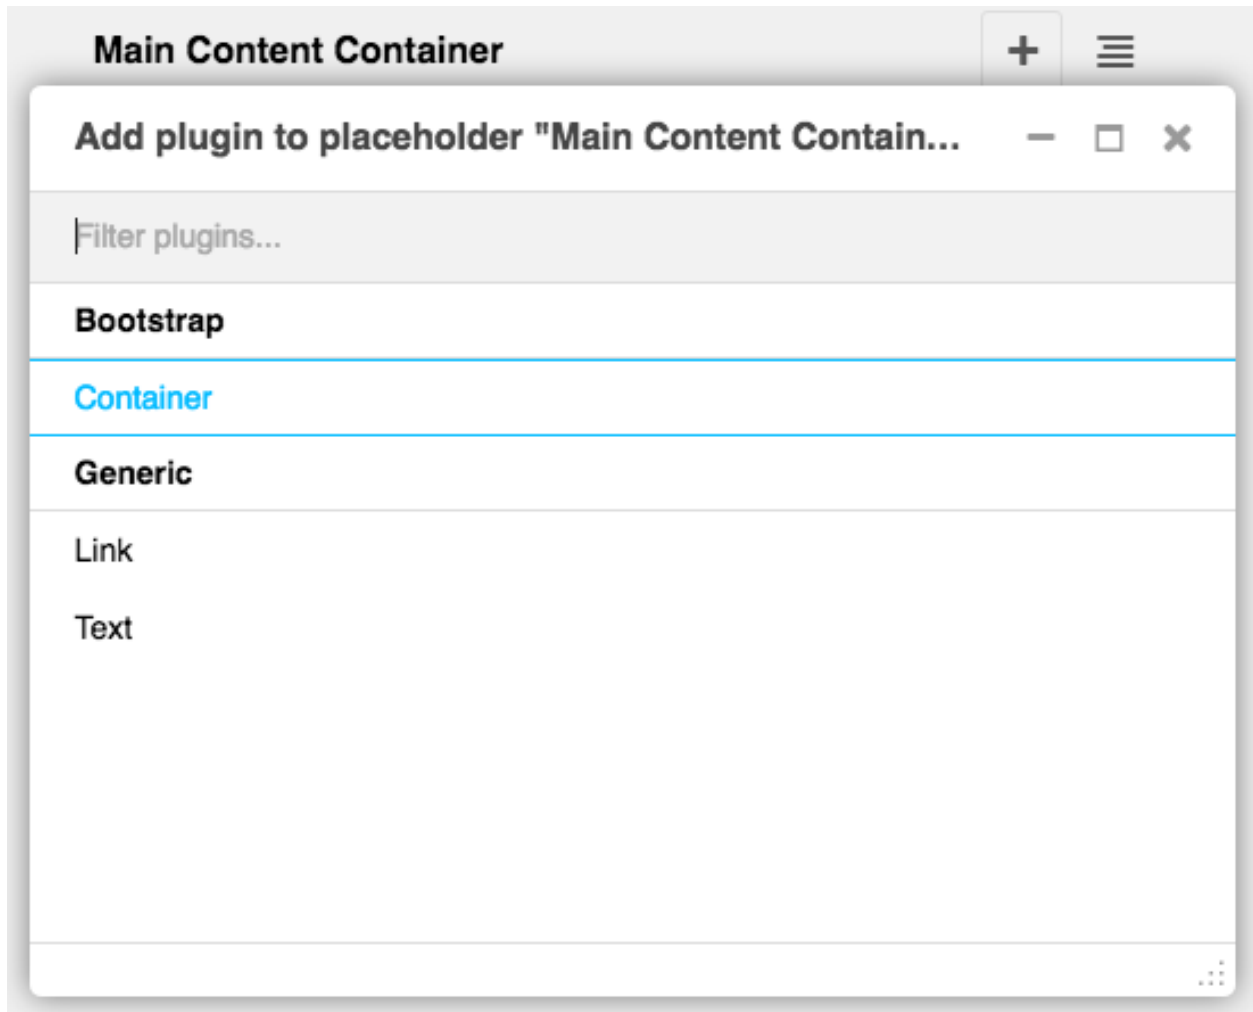 Main Content Container
Add plugin to placeholder "Main Content Contain...
Filter plugins...
Bootstrap
Container
Generic
Link
Text